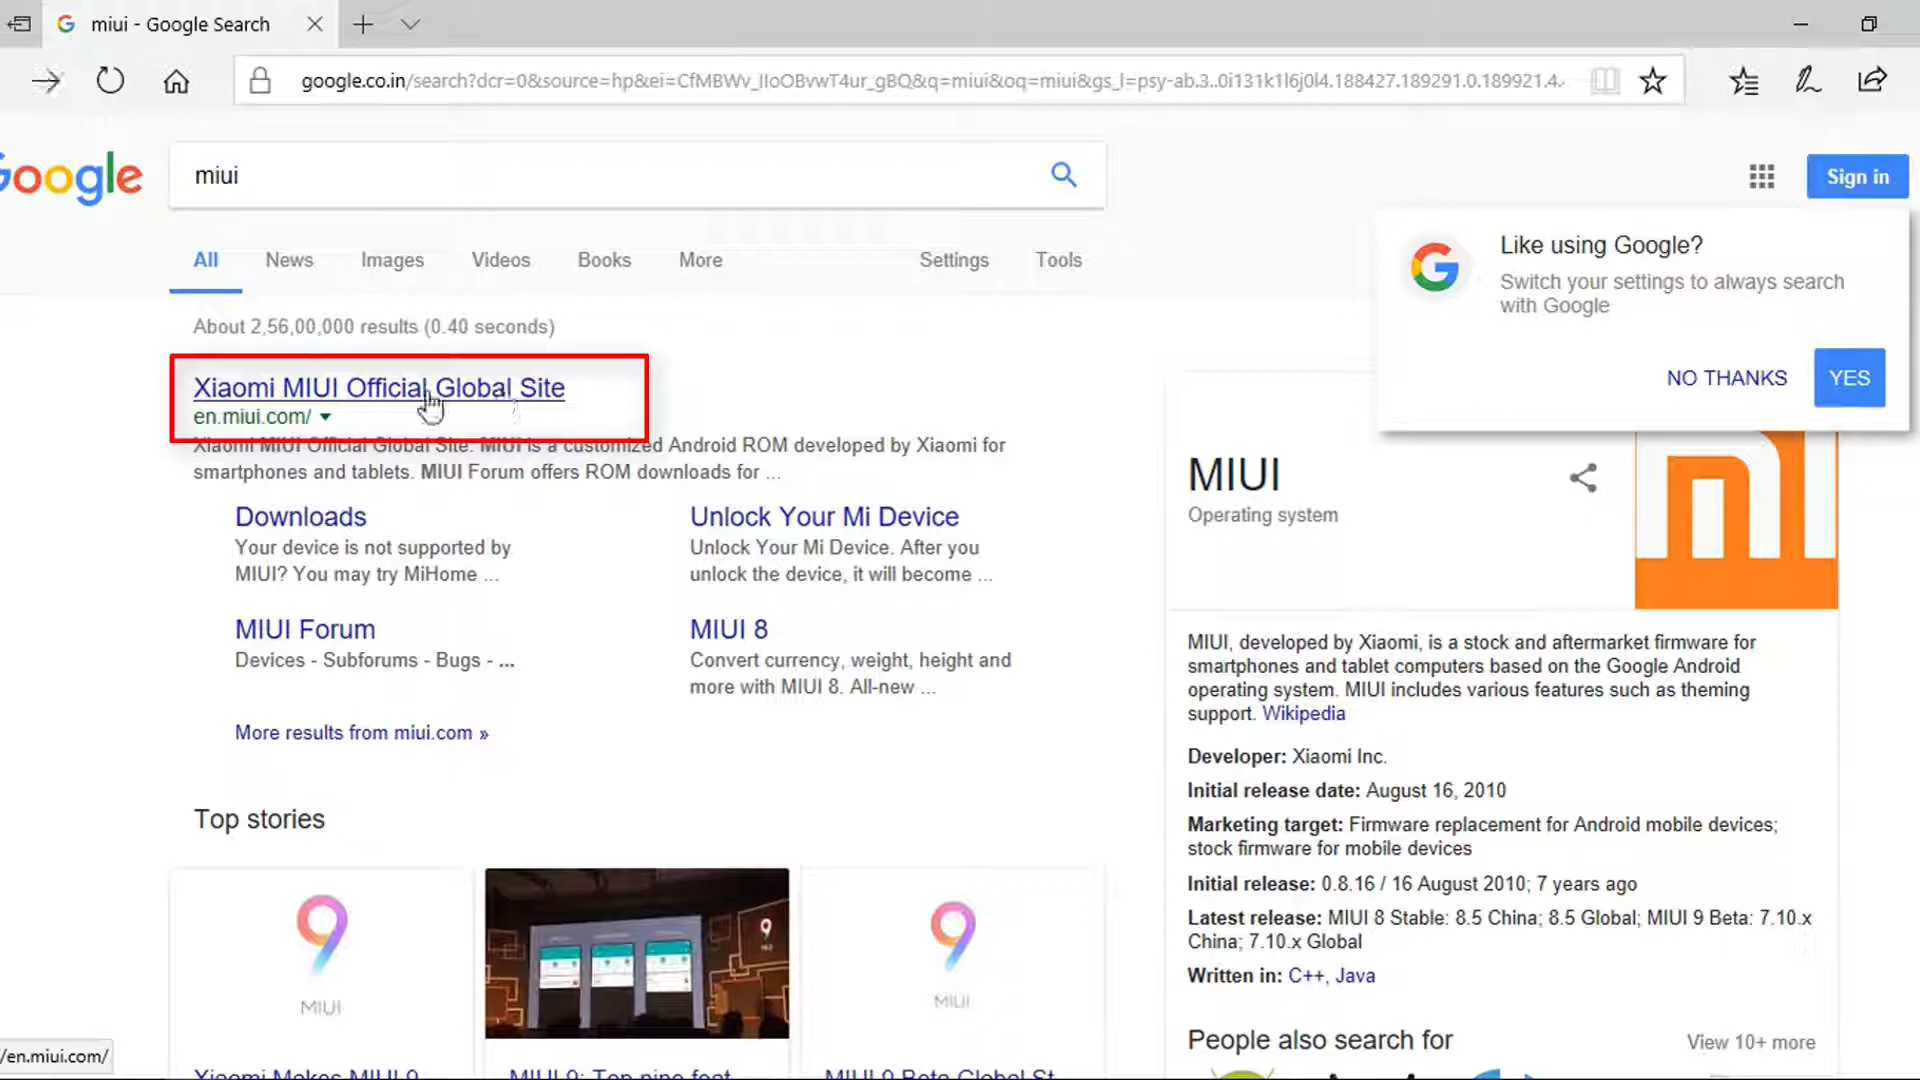 miui - Google Search
google.co.in/search?dcr=0&source=hp&ei=CfMBWv_JIoOBvwT4ur_gBQ&q=miui&oq=miui&gs_l=psy-ab.3..0i131k1l6j0l4.188427.189291.0.189921.4.
Google
miui
Sign in
All News Images Videos Books More Settings Tools
Like using Google?
Switch your settings to always search
with Google
NO THANKS YES
About 2,56,00,000 results (0.40 seconds)
Xiaomi MIUI Official Global Site
en.miui.com/
Xiaomi MIUI Official Global Site. MIUI is a customized Android ROM developed by Xiaomi for
smartphones and tablets. MIUI Forum offers ROM downloads for ...
Downloads
Your device is not supported by
MIUI? You may try MiHome ...
Unlock Your Mi Device
Unlock Your Mi Device. After you
unlock the device, it will become ...
MIUI Forum
Devices - Subforums - Bugs - ...
MIUI 8
Convert currency, weight, height and
more with MIUI 8. All-new ...
More results from miui.com »
Top stories
9
MIUI
9
MIUI
Xiaomi Makes MIUI 9
MIUI 9: Top nine feat
MIUI 9 Beta Global St
MIUI
Operating system
MIUI, developed by Xiaomi, is a stock and aftermarket firmware for
smartphones and tablet computers based on the Google Android
operating system. MIUI includes various features such as theming
support. Wikipedia
Developer: Xiaomi Inc.
Initial release date: August 16, 2010
Marketing target: Firmware replacement for Android mobile devices;
stock firmware for mobile devices
Initial release: 0.8.16 / 16 August 2010; 7 years ago
Latest release: MIUI 8 Stable: 8.5 China; 8.5 Global; MIUI 9 Beta: 7.10.x
China; 7.10.x Global
Written in: C++, Java
People also search for
View 10+ more
/en.miui.com/